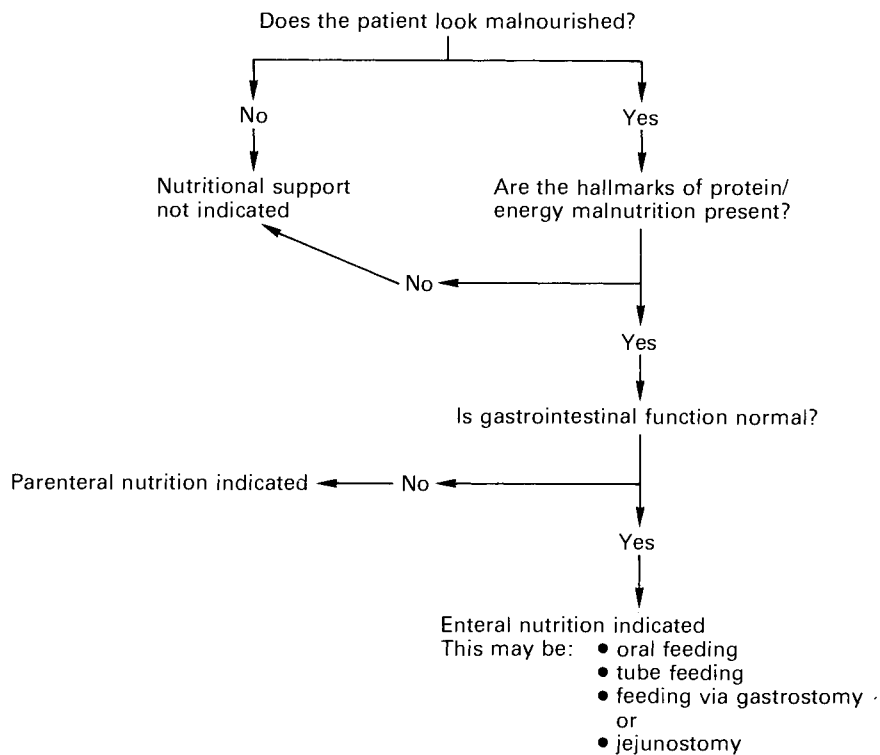 Does the patient look malnourished?
No
Yes
Nutritional support
not indicated
Are the hallmarks of protein/
energy malnutrition present?
No
Yes
Is gastrointestinal function normal?
Parenteral nutrition indicated
No
Yes
Enteral nutrition indicated
This may be: • oral feeding
• tube feeding
• feeding via gastrostomy
or
• jejunostomy